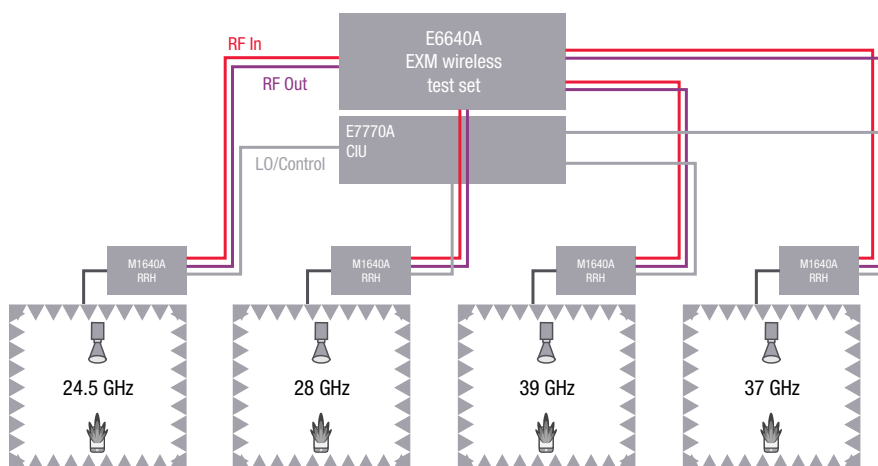 E6640A
EXM wireless
test set
RF In
RF Out
E7770A
CIU
LO/Control
M1640A
RRH
M1640A
RRH
M1640A
RRH
M1640A
RRH
24.5 GHz
28 GHz
39 GHz
37 GHz